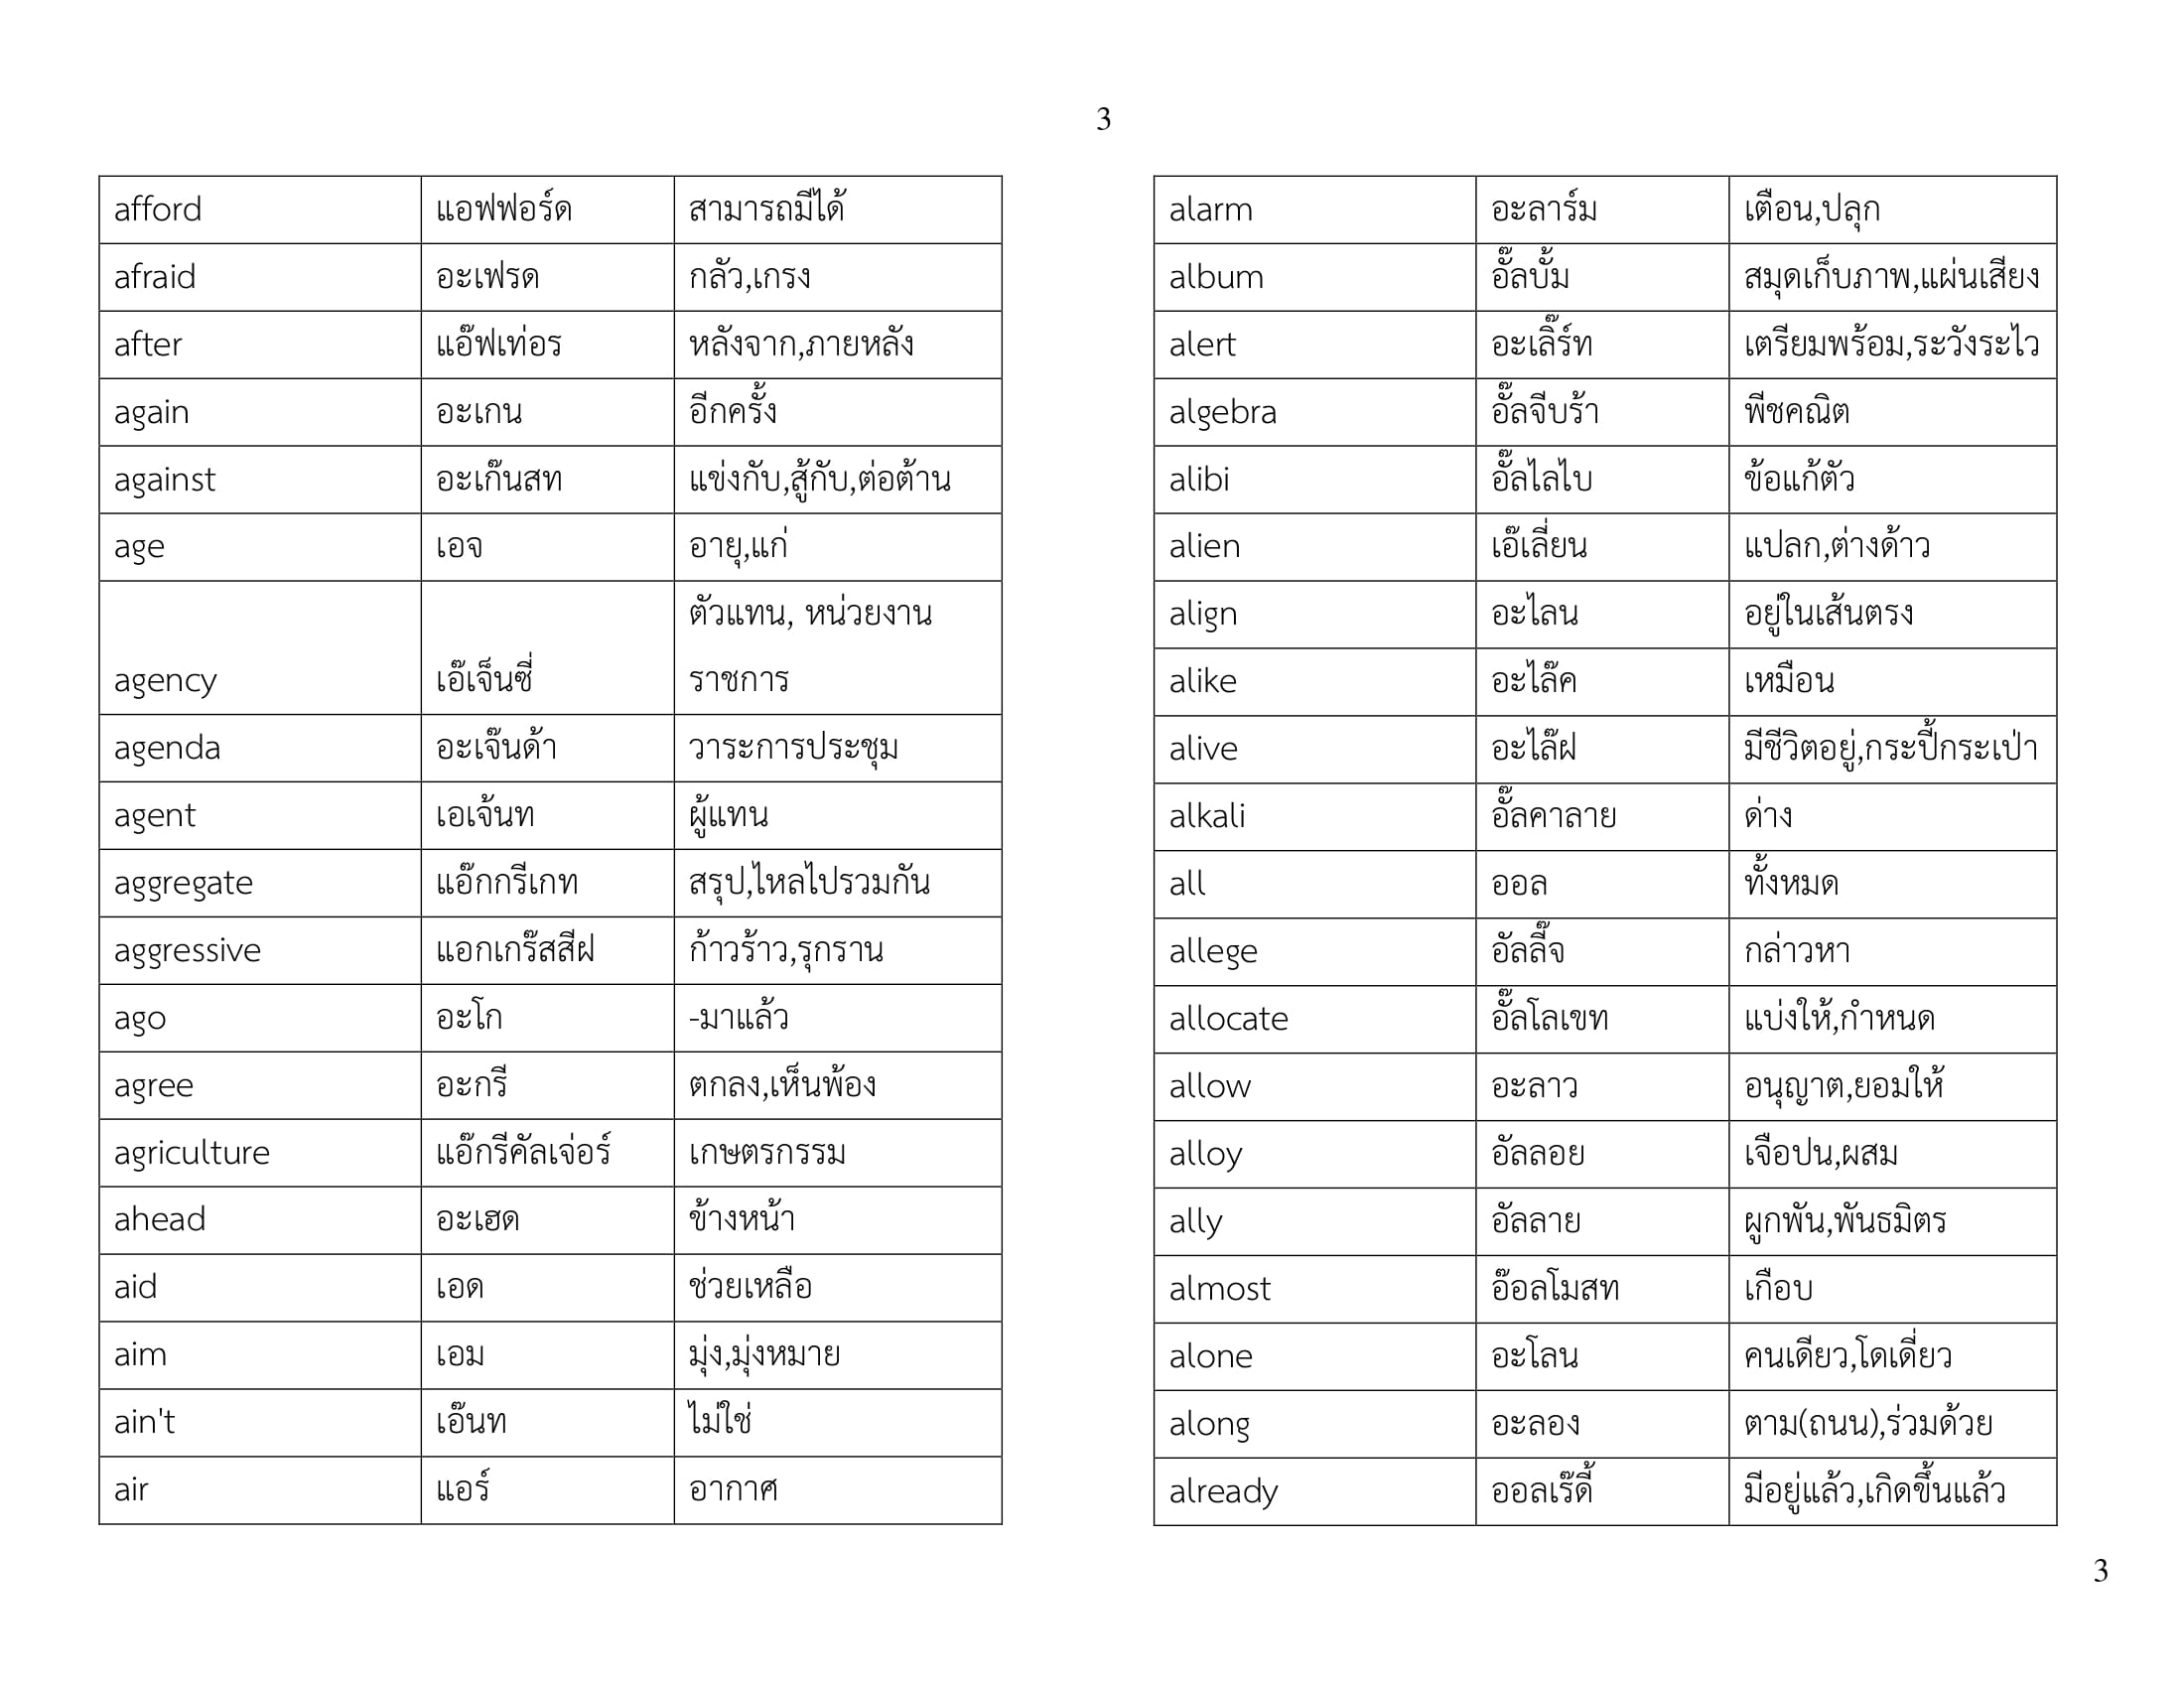 3
afford แอฟฟอร์ด สามารถมีได้
afraid อะเฟรด กลัว,เกรง
after แอ๊ฟเท่อร หลังจาก,ภายหลัง
again อะเกน อีกครั้ง
against อะเก๊นสท แข่งกับ,สู้กับ,ต่อต้าน
age เอจ อายุ,แก่
ตัวแทน, หน่วยงาน
agency เอ๊เจ็นซี่ ราชการ
agenda อะเจ๊นด้า วาระการประชุม
agent เอเจ้นท ผู้แทน
aggregate แอ๊กกรีเกท สรุป,ไหลไปรวมกัน
aggressive แอกเกร๊สสีฝ ก้าวร้าว,รุกราน
ago อะโก -มาแล้ว
agree อะกรี ตกลง,เห็นพ้อง
agriculture แอ๊กรีคัลเจ่อร์ เกษตรกรรม
ahead อะเฮด ข้างหน้า
aid เอด ช่วยเหลือ
aim เอม มุ่ง,มุ่งหมาย
ain't เอ๊นท ไม่ใช่
air แอร์ อากาศ
alarm อะลาร์ม เตือน,ปลุก
album อั๊ลบั้ม สมุดเก็บภาพ,แผ่นเสียง
alert อะเลิ๊ร์ท เตรียมพร้อม,ระวังระไว
algebra อั๊ลจีบร้า พีชคณิต
alibi อั๊ลไลไบ ข้อแก้ตัว
alien เอ๊เลี่ยน แปลก,ต่างด้าว
align อะไลน อยู่ในเส้นตรง
alike อะไล๊ค เหมือน
alive อะไล๊ฝ มีชีวิตอยู่,กระปี้กระเป่า
alkali อั๊ลคาลาย ด่าง
all ออล ทั้งหมด
allege อัลลี๊จ กล่าวหา
allocate อั๊ลโลเขท แบ่งให้,กำหนด
allow อะลาว อนุญาต,ยอมให้
alloy อัลลอย เจือปน,ผสม
ally อัลลาย ผูกพัน,พันธมิตร
almost อ๊อลโมสท เกือบ
alone อะโลน คนเดียว,โดเดี่ยว
along อะลอง ตาม(ถนน),ร่วมด้วย
already ออลเร๊ดี้ มีอยู่แล้ว,เกิดขึ้นแล้ว
3